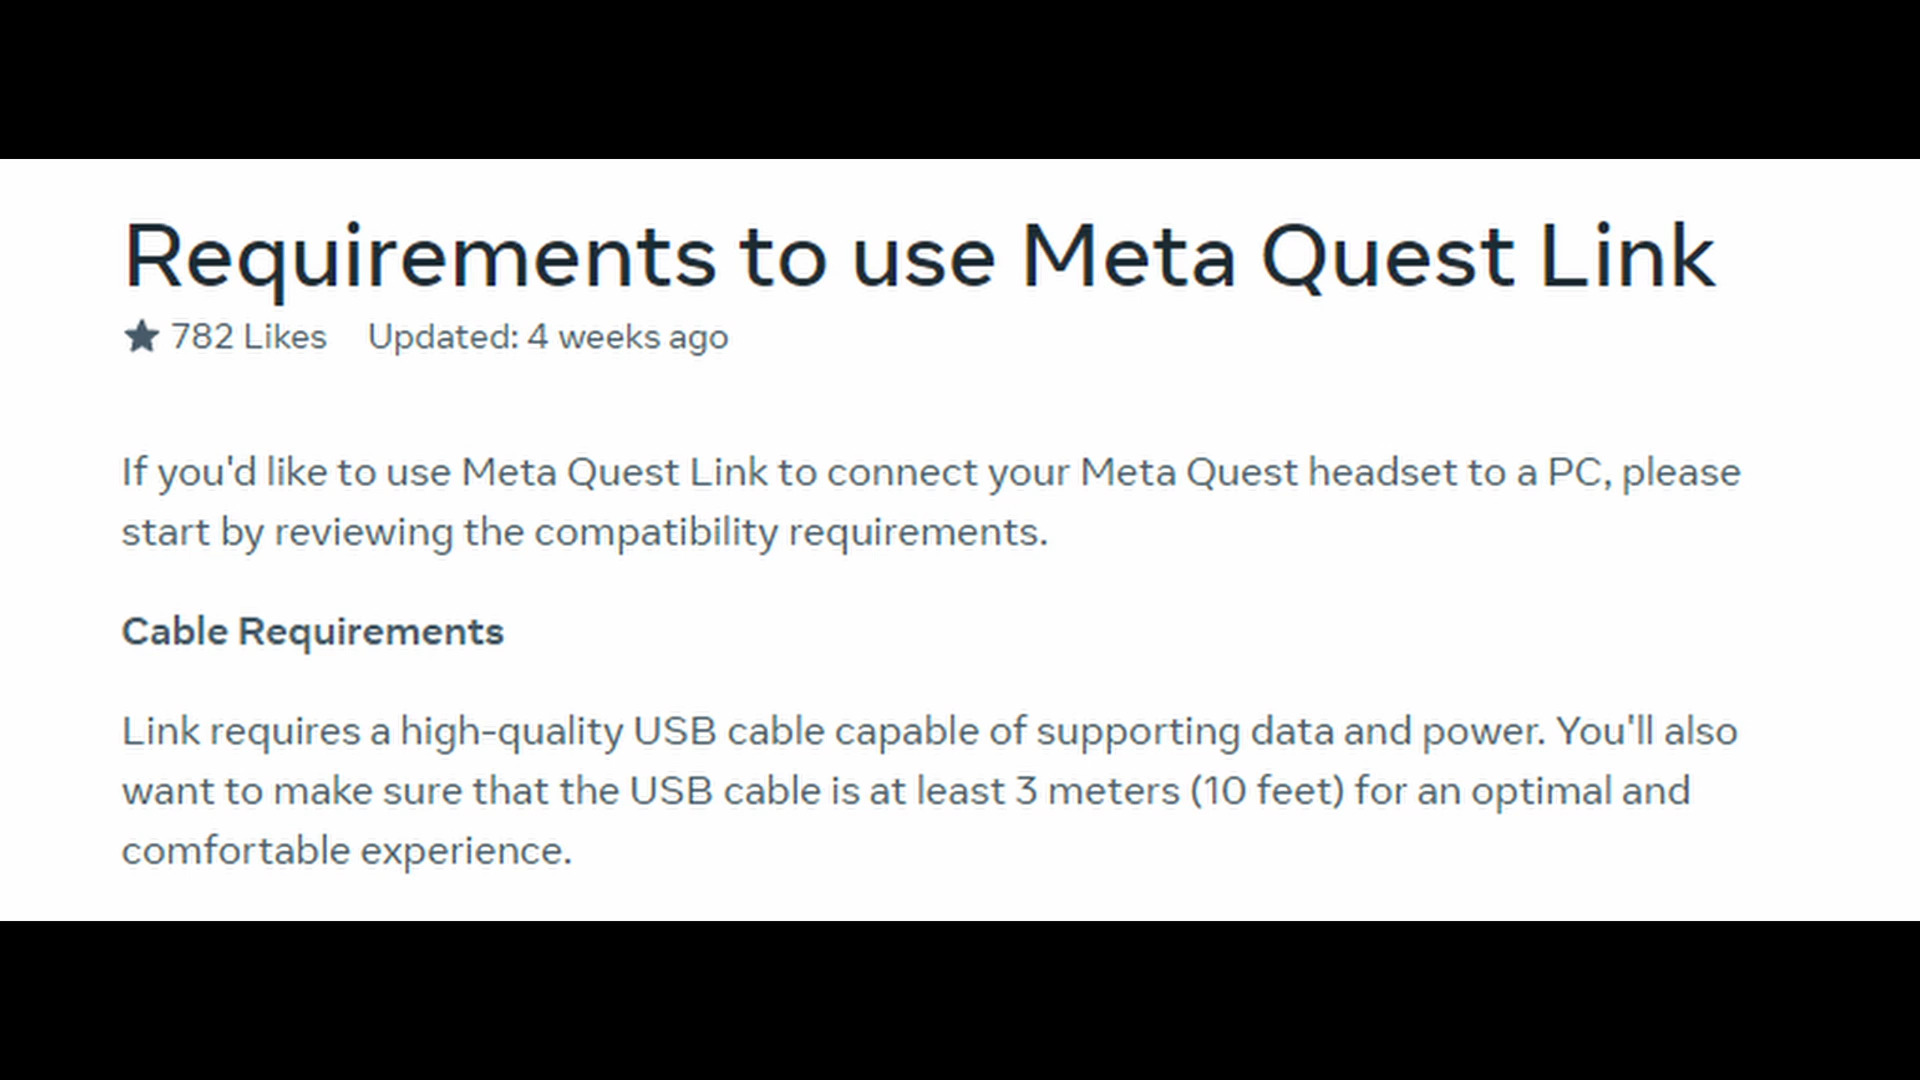 Requirements to use Meta Quest Link
★ 782 Likes Updated: 4 weeks ago
If you'd like to use Meta Quest Link to connect your Meta Quest headset to a PC, please
start by reviewing the compatibility requirements.
Cable Requirements
Link requires a high-quality USB cable capable of supporting data and power. You'll also
want to make sure that the USB cable is at least 3 meters (10 feet) for an optimal and
comfortable experience.